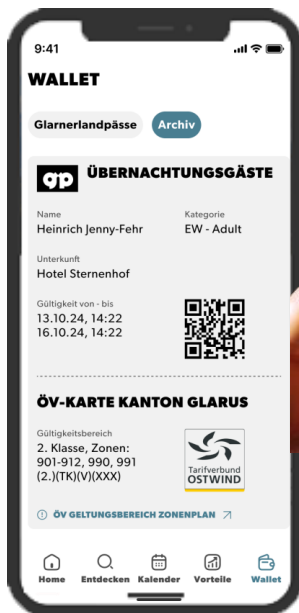 9:41
WALLET
Glarnerlandpässe Archiv
gp ÜBERNACHTUNGSGÄSTE
Name Kategorie
Heinrich Jenny-Fehr EW - Adult
Unterkunft
Hotel Sternenhof
Gültigkeit von - bis
13.10.24, 14:22
16.10.24, 14:22
ÖV-KARTE KANTON GLARUS
Gültigkeitsbereich
2. Klasse, Zonen:
901-912, 990, 991
(2.)(TK)(V)(XXX)
Tarifverbund
OSTWIND
ÖV GELTUNGSBEREICH ZONENPLAN
Home Entdecken Kalender Vorteile Wallet